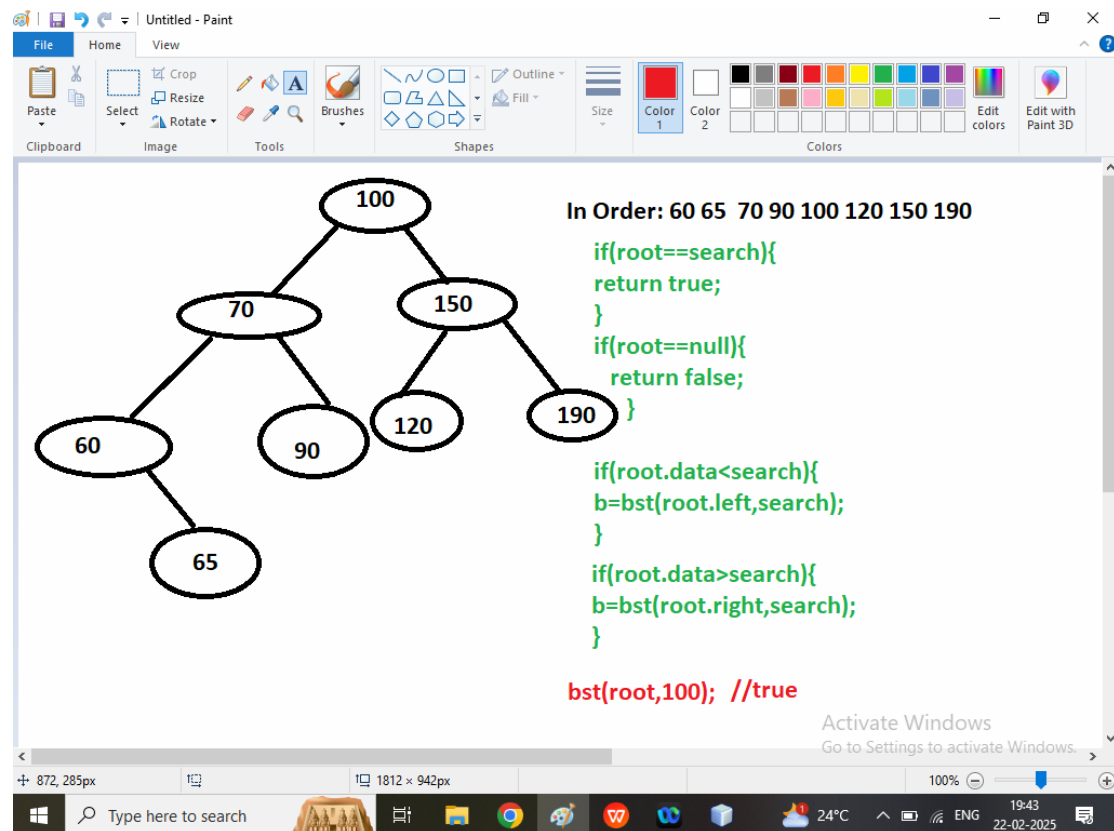 Untitled - Paint
File Home View
Paste
Select
Crop
Resize
Rotate
Brushes
Outline
Fill
Size
Color 1
Color 2
Edit colors
Edit with Paint 3D
Clipboard
Image
Tools
Shapes
Colors
100
70
150
60
90
120
190
65
In Order: 60 65 70 90 100 120 150 190
if(root==search){
return true;
}
if(root==null){
return false;
}
if(root.data<search){
b=bst(root.left,search);
}
if(root.data>search){
b=bst(root.right,search);
}
bst(root,100); //true
Activate Windows
Go to Settings to activate Windows.
872, 285px
1812 × 942px
100%
Type here to search
24°C
ENG
19:43
22-02-2025